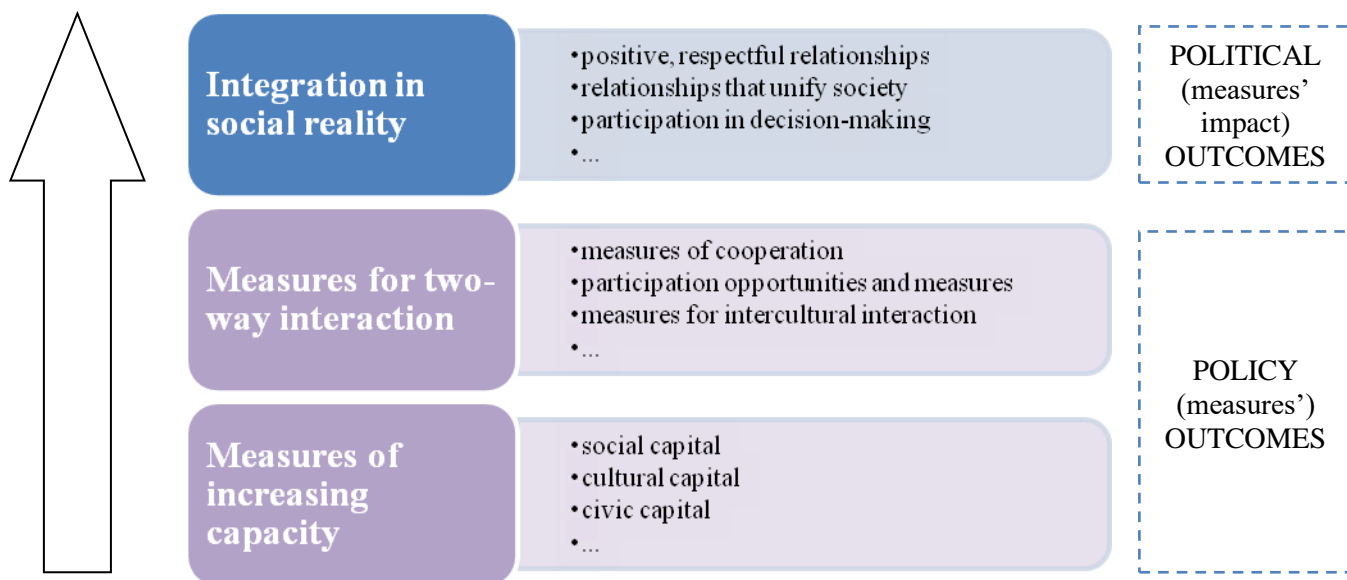 Integration in
social reality
•positive, respectful relationships
•relationships that unify society
•participation in decision-making
•...
POLITICAL
(measures’
impact)
OUTCOMES
Measures for two-
way interaction
•measures of cooperation
•participation opportunities and measures
•measures for intercultural interaction
•...
POLICY
(measures’)
OUTCOMES
Measures of
increasing
capacity
•social capital
•cultural capital
•civic capital
•...